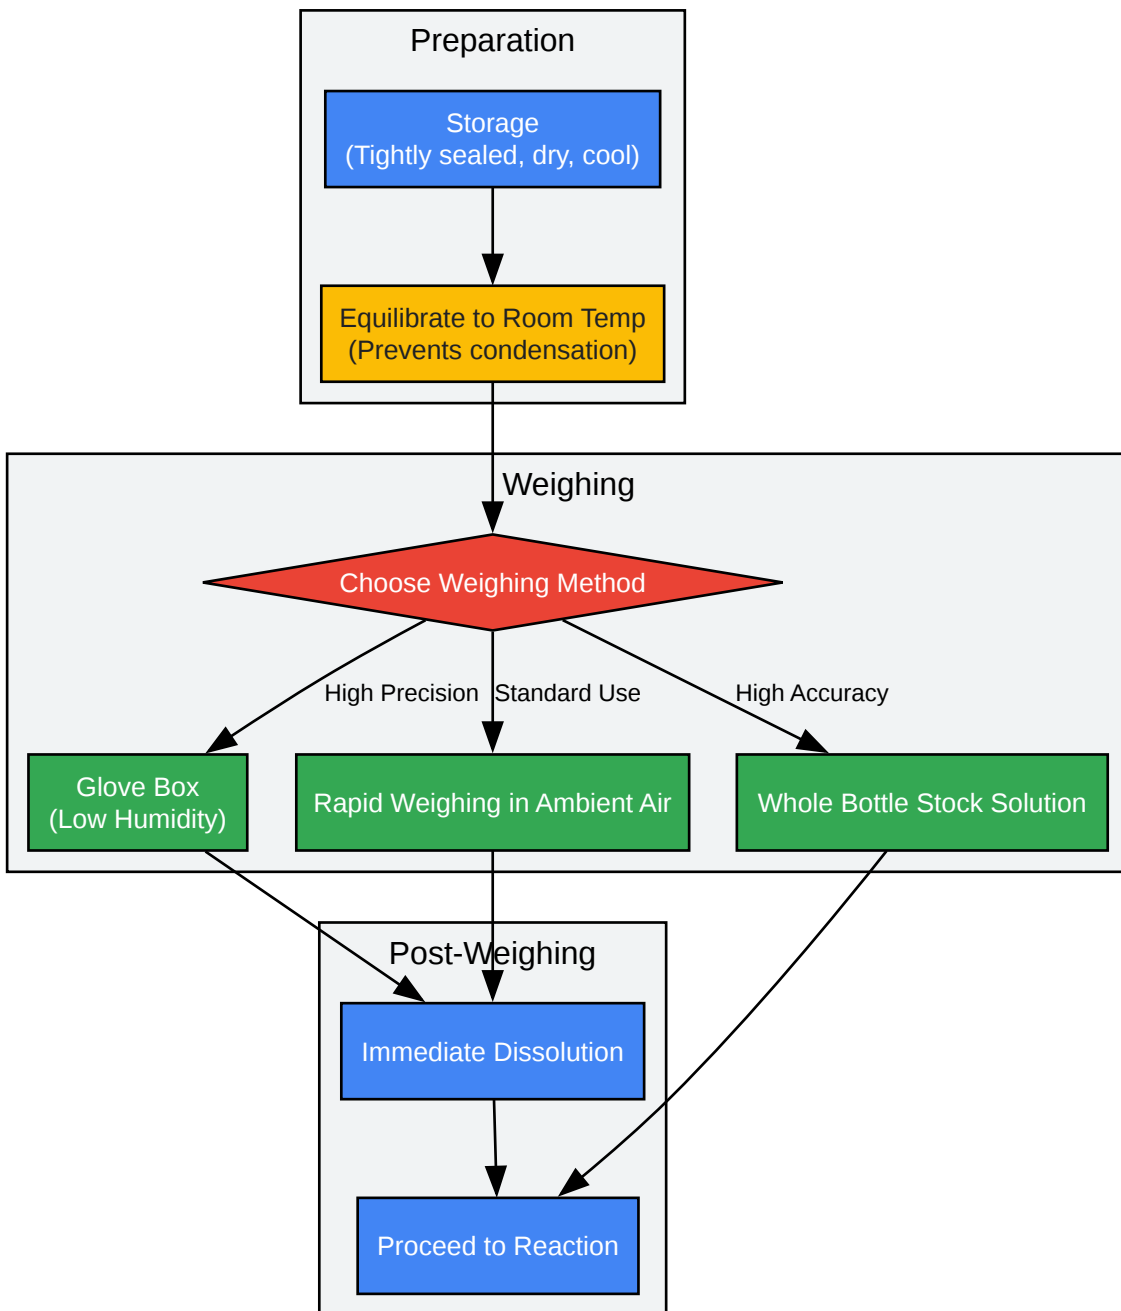 Preparation
Storage
(Tightly sealed, dry, cool)
Equilibrate to Room Temp
(Prevents condensation)
Weighing
Choose Weighing Method
High Precision
Standard Use
High Accuracy
Glove Box
(Low Humidity)
Rapid Weighing in Ambient Air
Whole Bottle Stock Solution
Post-Weighing
Immediate Dissolution
Proceed to Reaction